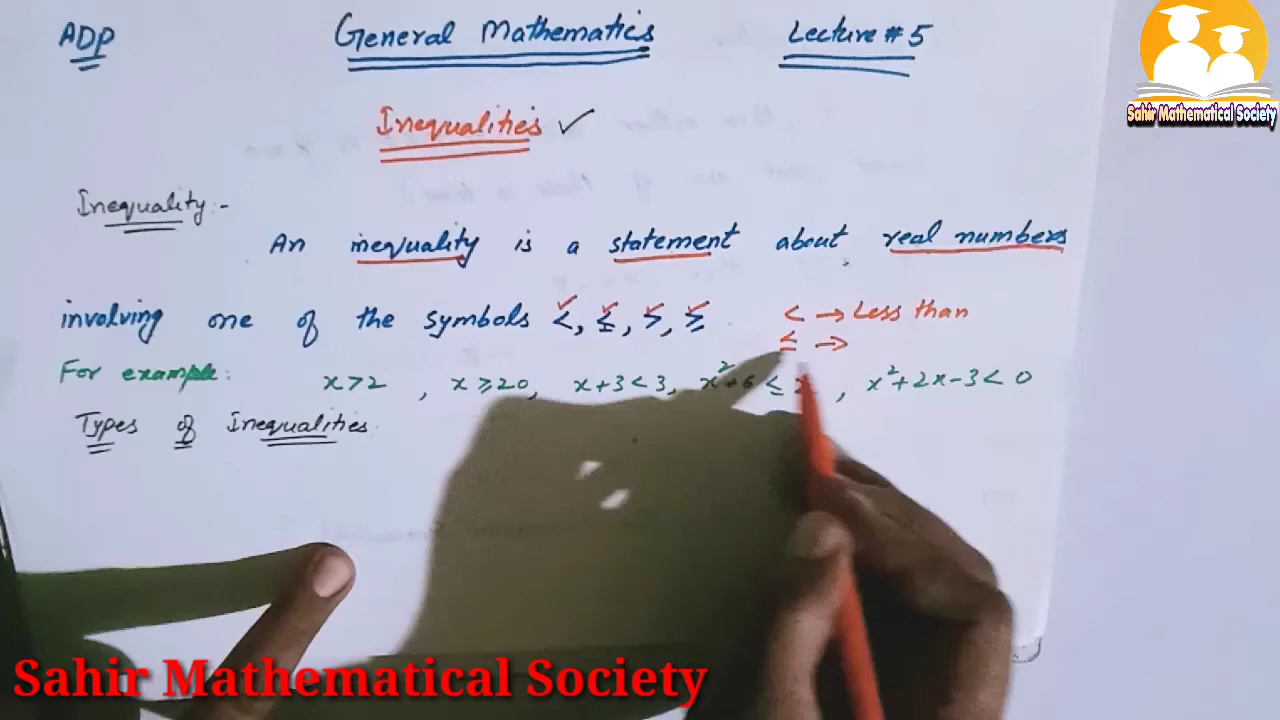 ADP General Mathematics Lecture # 5
Sahir Mathematical Society
Inequalities ✓
Inequality:-
An inequality is a statement about real numbers
involving one of the symbols <, ≤, >, ≥
< → Less than
≤ →
For example: x > 2 , x ≥ 20, x + 3 < 3, x² + 6 ≤ , x² + 2x - 3 < 0
Types of Inequalities
Sahir Mathematical Society